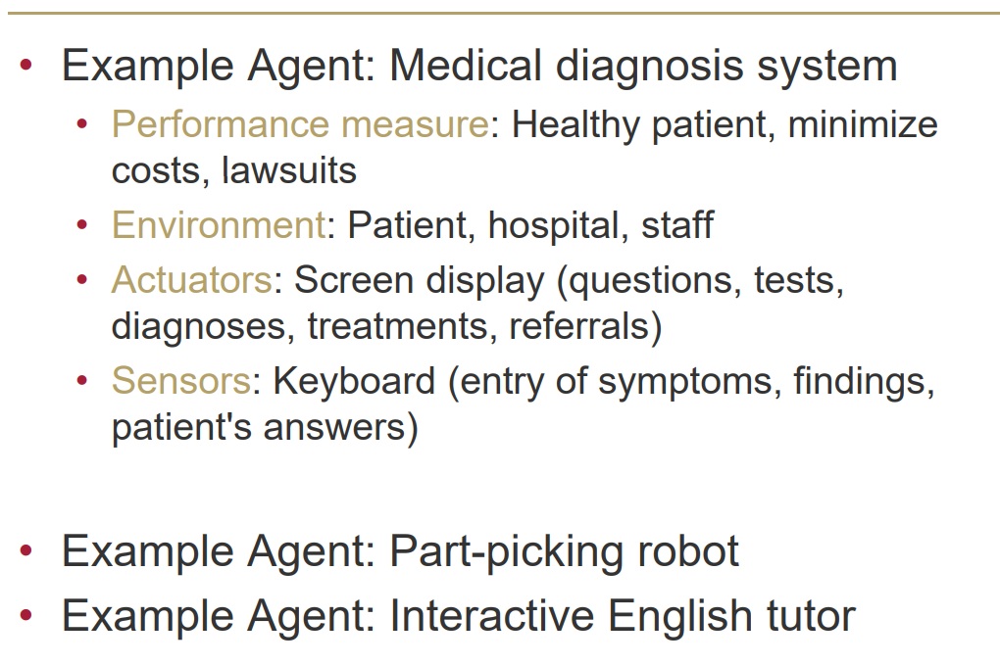 • Example Agent: Medical diagnosis system
• Performance measure: Healthy patient, minimize
costs, lawsuits
• Environment: Patient, hospital, staff
• Actuators: Screen display (questions, tests,
diagnoses, treatments, referrals)
• Sensors: Keyboard (entry of symptoms, findings,
patient's answers)
• Example Agent: Part-picking robot
• Example Agent: Interactive English tutor